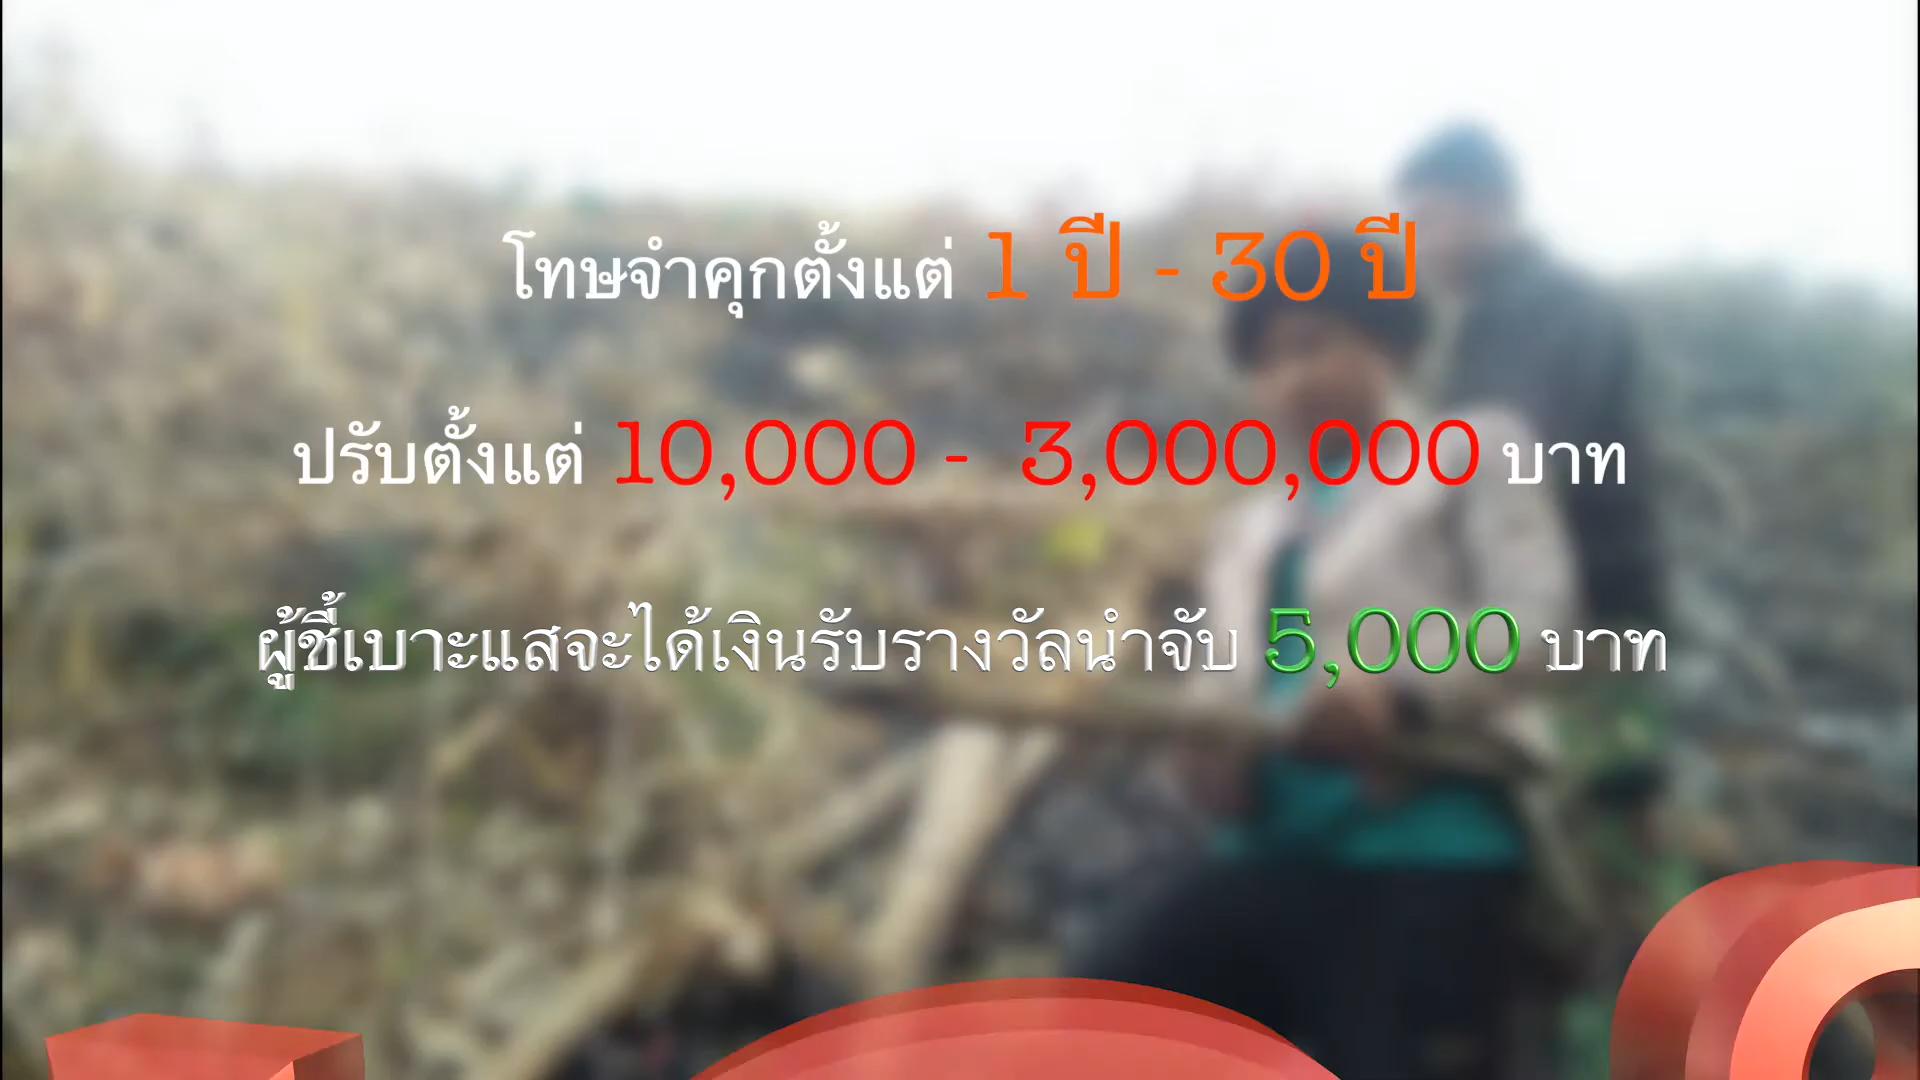 โทษจำคุกตั้งแต่ 1 ปี - 30 ปี
ปรับตั้งแต่ 10,000 - 3,000,000 บาท
ผู้ชี้เบาะแสจะได้เงินรับรางวัลนำจับ 5,000 บาท